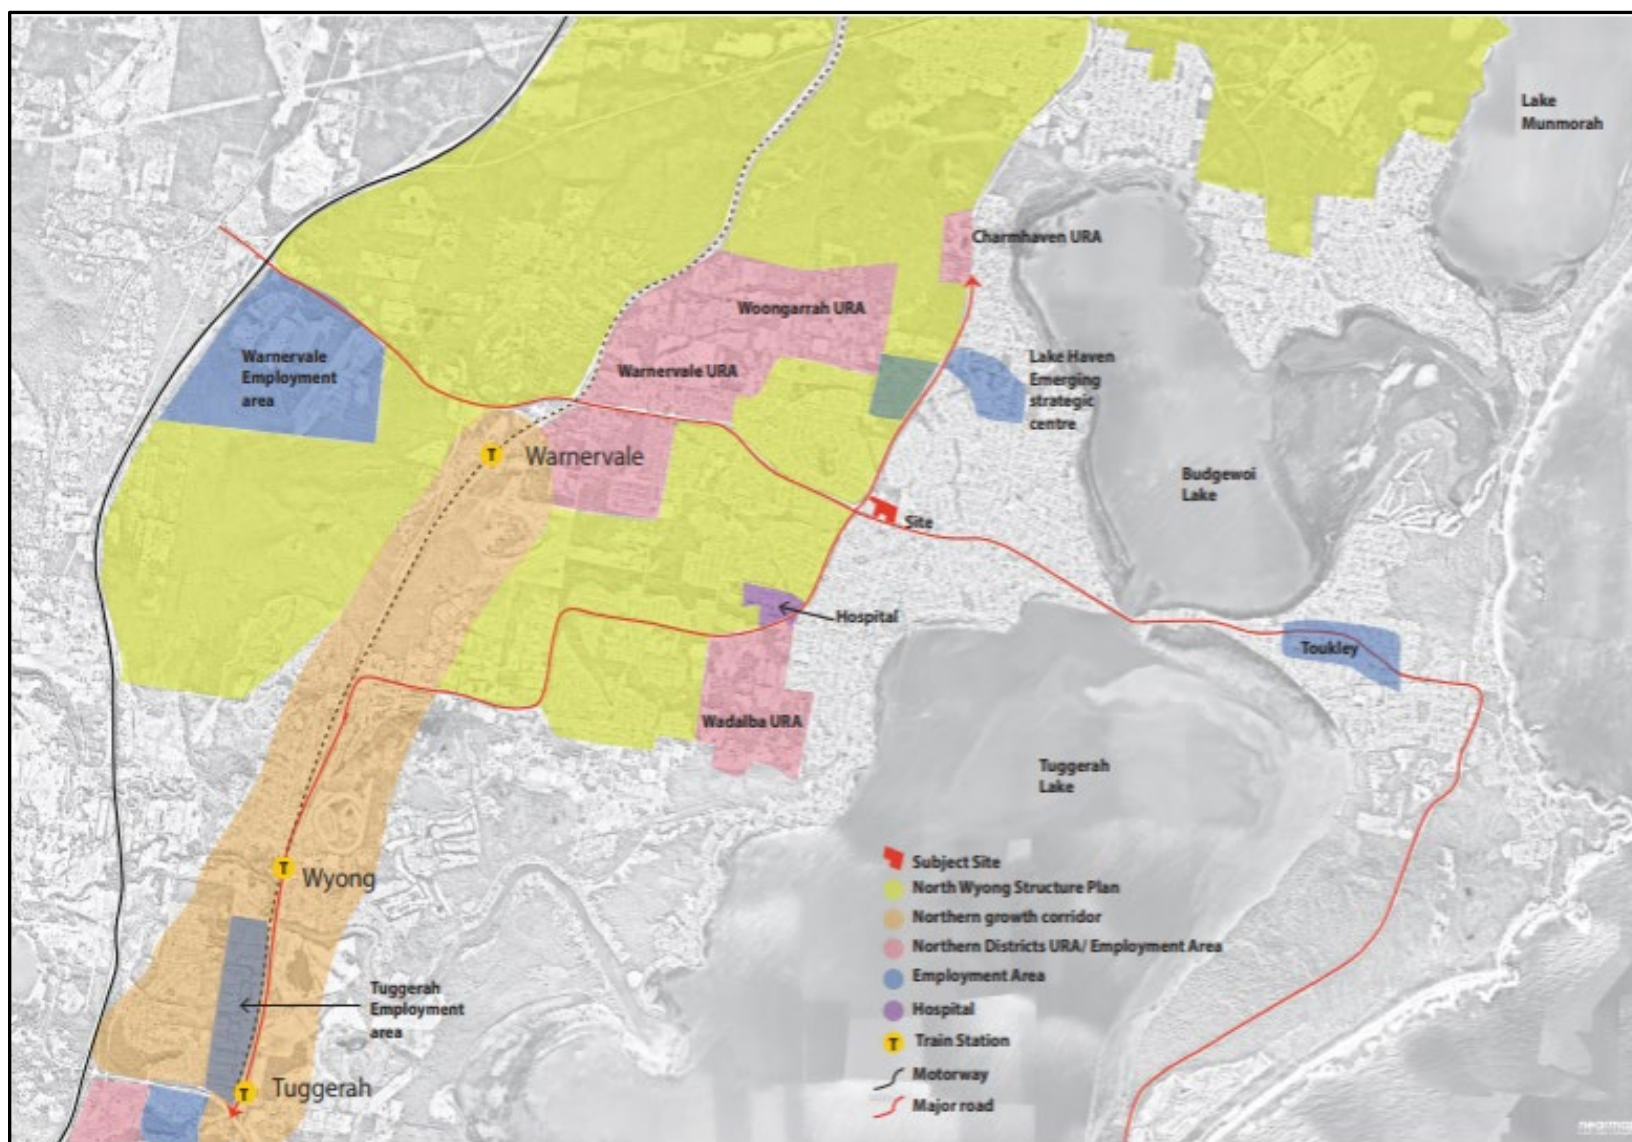 Lake
Munmorah
Charmhaven URA
Woongarrah URA
Warnervale
Employment
area
Warnervale URA
Lake Haven
Emerging
strategic
centre
Warnervale
T
Budgewoi
Lake
Site
Hospital
Toukley
Wadalba URA
Tuggerah
Lake
T
Wyong
Subject Site
North Wyong Structure Plan
Northern growth corridor
Northern Districts URA/ Employment Area
Employment Area
Hospital
T
Train Station
Motorway
Major road
Tuggerah
Employment
area
T
Tuggerah
nearmap